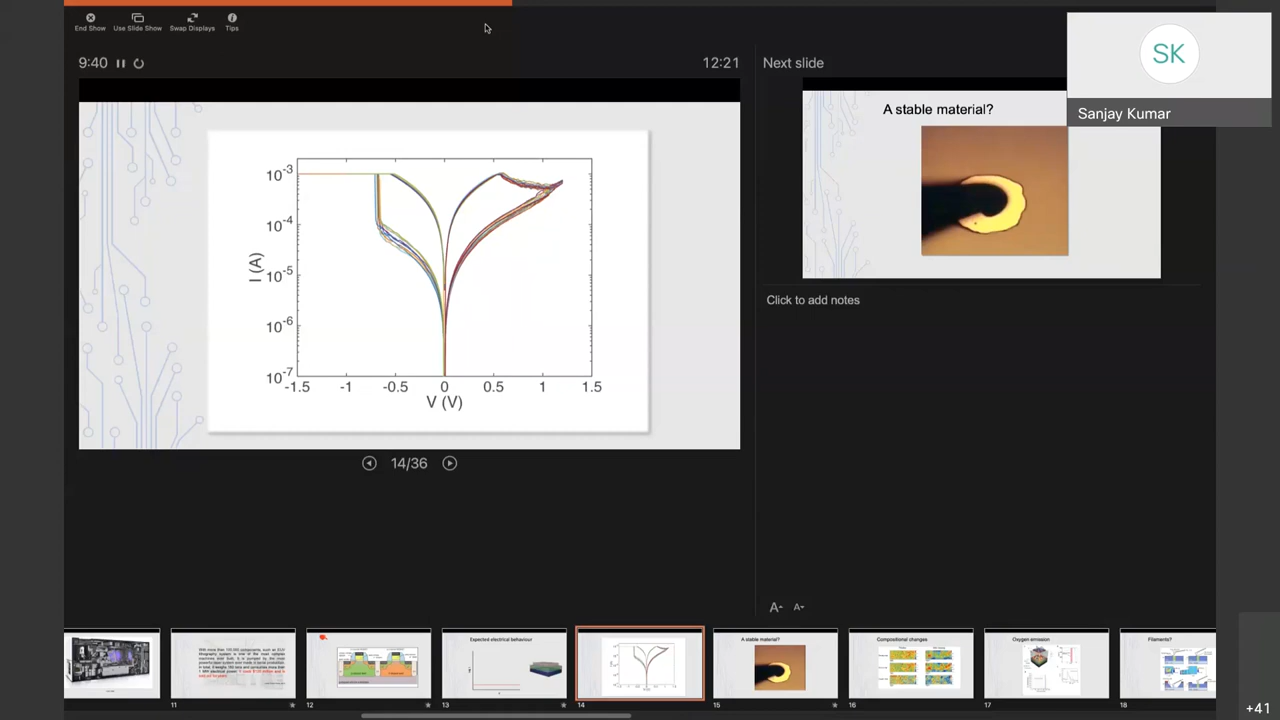 End Show
Use Slide Show
Swap Displays
Tips
9:40
12:21
Next slide
SK
Sanjay Kumar
A stable material?
10-3
10-4
10-5
10-6
10-7
I (A)
-1.5 -1 -0.5 0 0.5 1 1.5
V (V)
14/36
Click to add notes
A
A
Expected electrical behaviour
A stable material?
Compositional changes
Oxygen emission
Filaments?
11
12
13
14
15
16
17
18
+41